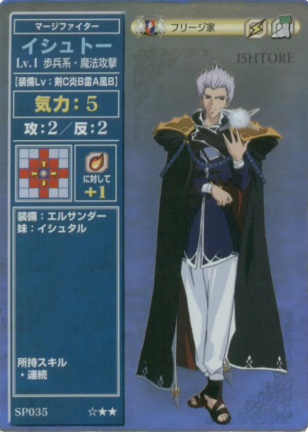 マージファイター
イシュトー
Lv.1 歩兵系・魔法攻撃
[装備Lv：剣C炎B雷A風B]
気力：5
攻：2／反：2
に対して
+1
装備：エルサンダー
妹：イシュタル
所持スキル
・連続
SP035
☆★★
フリージ家
ISHTORE